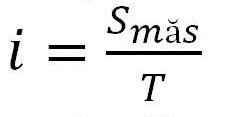 i = S_măs / T